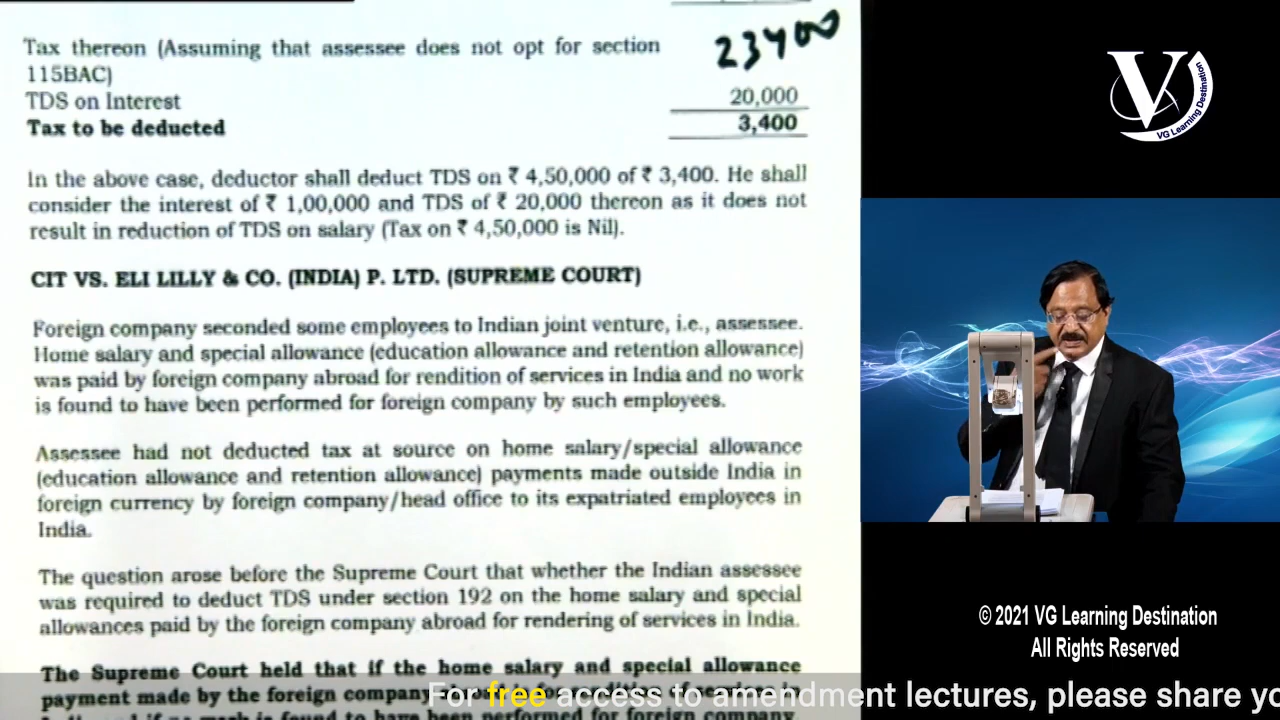 23400
Tax thereon (Assuming that assessee does not opt for section
115BAC)
TDS on Interest 20,000
Tax to be deducted 3,400
In the above case, deductor shall deduct TDS on ₹ 4,50,000 of ₹ 3,400. He shall
consider the interest of ₹ 1,00,000 and TDS of ₹ 20,000 thereon as it does not
result in reduction of TDS on salary (Tax on ₹ 4,50,000 is Nil).
CIT VS. ELI LILLY & CO. (INDIA) P. LTD. (SUPREME COURT)
Foreign company seconded some employees to Indian joint venture, i.e., assessee.
Home salary and special allowance (education allowance and retention allowance)
was paid by foreign company abroad for rendition of services in India and no work
is found to have been performed for foreign company by such employees.
Assessee had not deducted tax at source on home salary/special allowance
(education allowance and retention allowance) payments made outside India in
foreign currency by foreign company/head office to its expatriated employees in
India.
The question arose before the Supreme Court that whether the Indian assessee
was required to deduct TDS under section 192 on the home salary and special
allowances paid by the foreign company abroad for rendering of services in India.
The Supreme Court held that if the home salary and special allowance
payment made by the foreign company
V
VG Learning Destination
© 2021 VG Learning Destination
All Rights Reserved
For free access to amendment lectures, please share yo